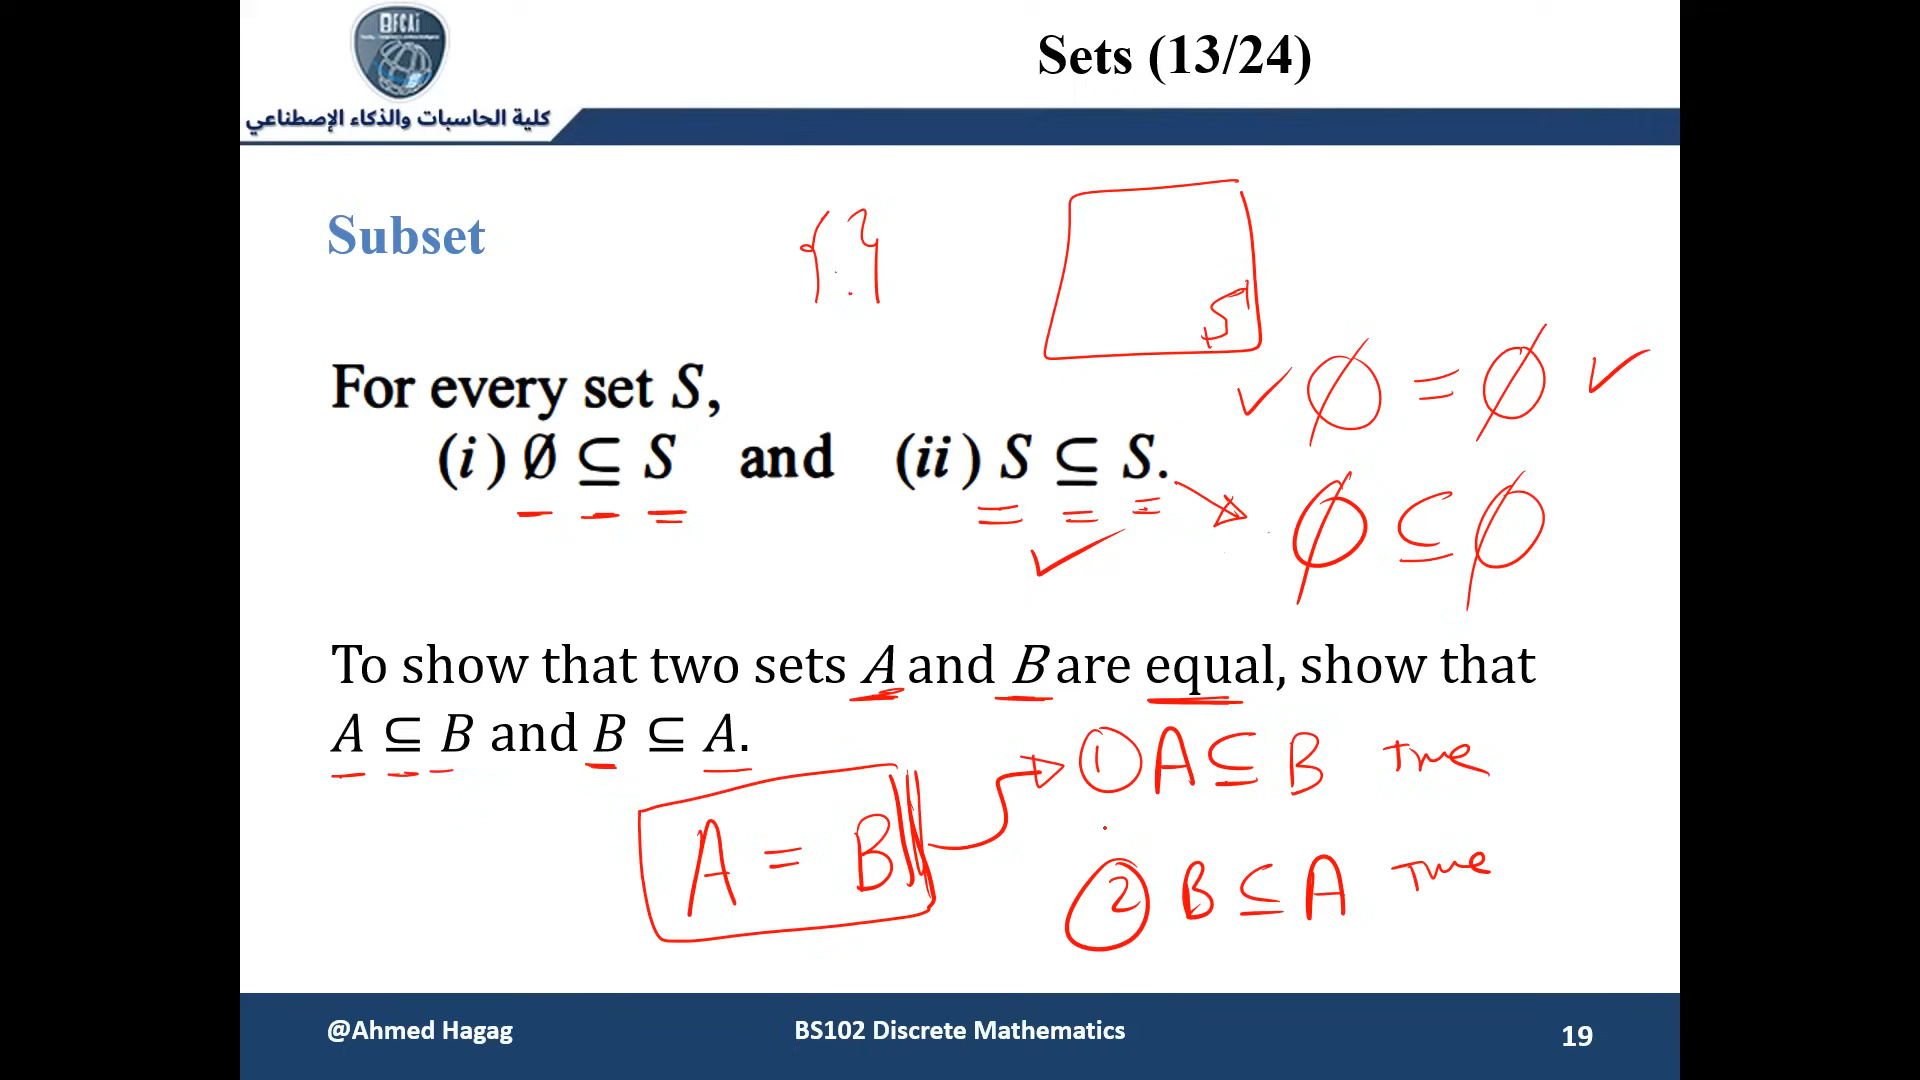 BFCAI
Sets (13/24)
كلية الحاسبات والذكاء الإصطناعي
Subset
{ }
S
For every set S,
(i) ∅ ⊆ S and (ii) S ⊆ S.
∅ = ∅
∅ ⊆ ∅
To show that two sets A and B are equal, show that
A ⊆ B and B ⊆ A.
A = B
1 A ⊆ B true
2 B ⊆ A true
@Ahmed Hagag
BS102 Discrete Mathematics
19